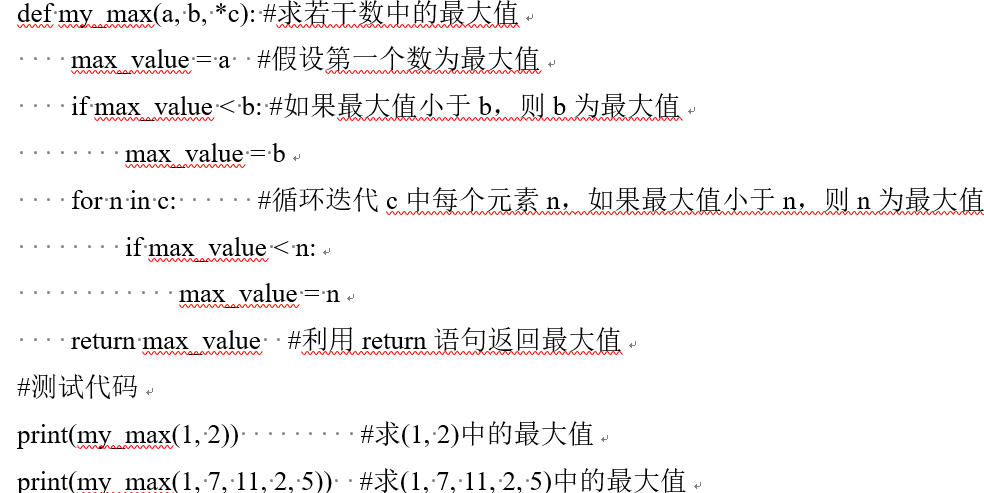 def my_max(a, b, *c): #求若干数中的最大值
    max_value = a  #假设第一个数为最大值
    if max_value < b: #如果最大值小于 b，则 b 为最大值
        max_value = b
    for n in c:      #循环迭代 c 中每个元素 n，如果最大值小于 n，则 n 为最大值
        if max_value < n:
            max_value = n
    return max_value  #利用 return 语句返回最大值
#测试代码
print(my_max(1, 2))         #求(1, 2)中的最大值
print(my_max(1, 7, 11, 2, 5))  #求(1, 7, 11, 2, 5)中的最大值